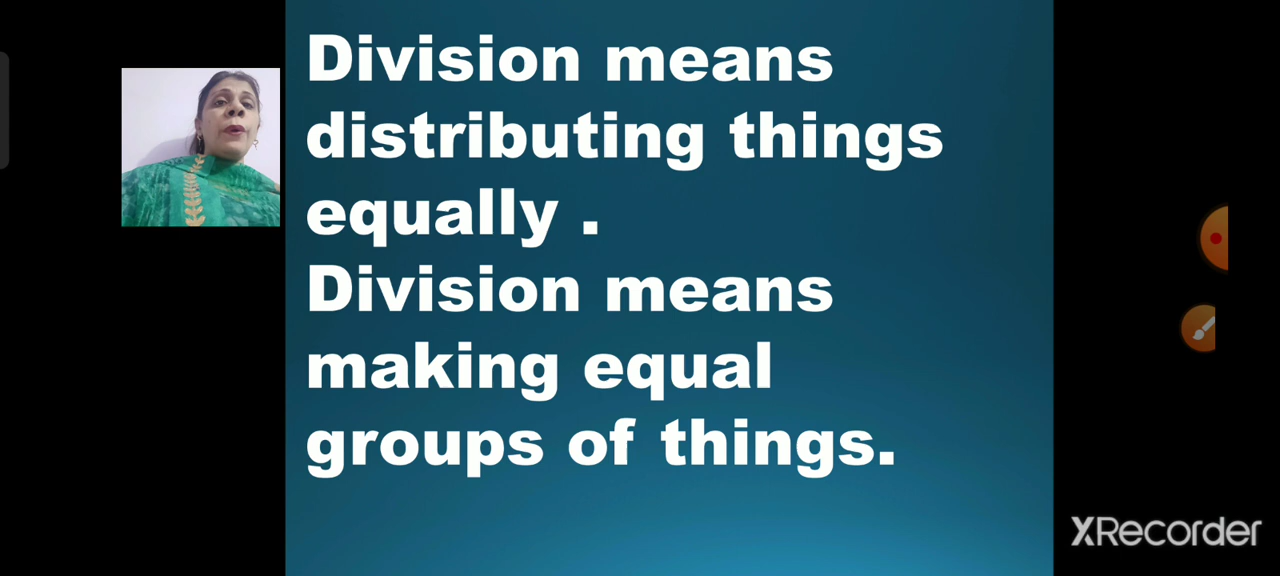 Division means
distributing things
equally .
Division means
making equal
groups of things.
XRecorder